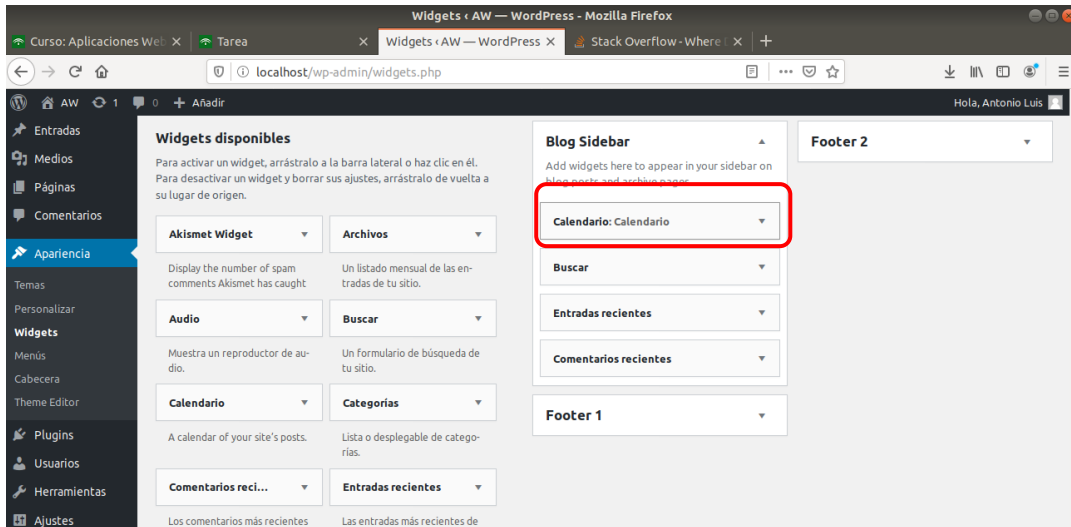 Widgets ‹ AW — WordPress - Mozilla Firefox
Curso: Aplicaciones Web
Tarea
Widgets ‹ AW — WordPress
Stack Overflow - Where
localhost/wp-admin/widgets.php
AW 1 0 + Añadir
Hola, Antonio Luis
Entradas
Medios
Páginas
Comentarios
Apariencia
Temas
Personalizar
Widgets
Menús
Cabecera
Theme Editor
Plugins
Usuarios
Herramientas
Ajustes
Widgets disponibles
Para activar un widget, arrástralo a la barra lateral o haz clic en él.
Para desactivar un widget y borrar sus ajustes, arrástralo de vuelta a
su lugar de origen.
Akismet Widget
Display the number of spam
comments Akismet has caught
Archivos
Un listado mensual de las en-
tradas de tu sitio.
Audio
Muestra un reproductor de au-
dio.
Buscar
Un formulario de búsqueda de
tu sitio.
Calendario
A calendar of your site's posts.
Categorías
Lista o desplegable de catego-
rías.
Comentarios reci...
Los comentarios más recientes
Entradas recientes
Las entradas más recientes de
Blog Sidebar
Add widgets here to appear in your sidebar on
blog posts and archive pages
Calendario: Calendario
Buscar
Entradas recientes
Comentarios recientes
Footer 1
Footer 2